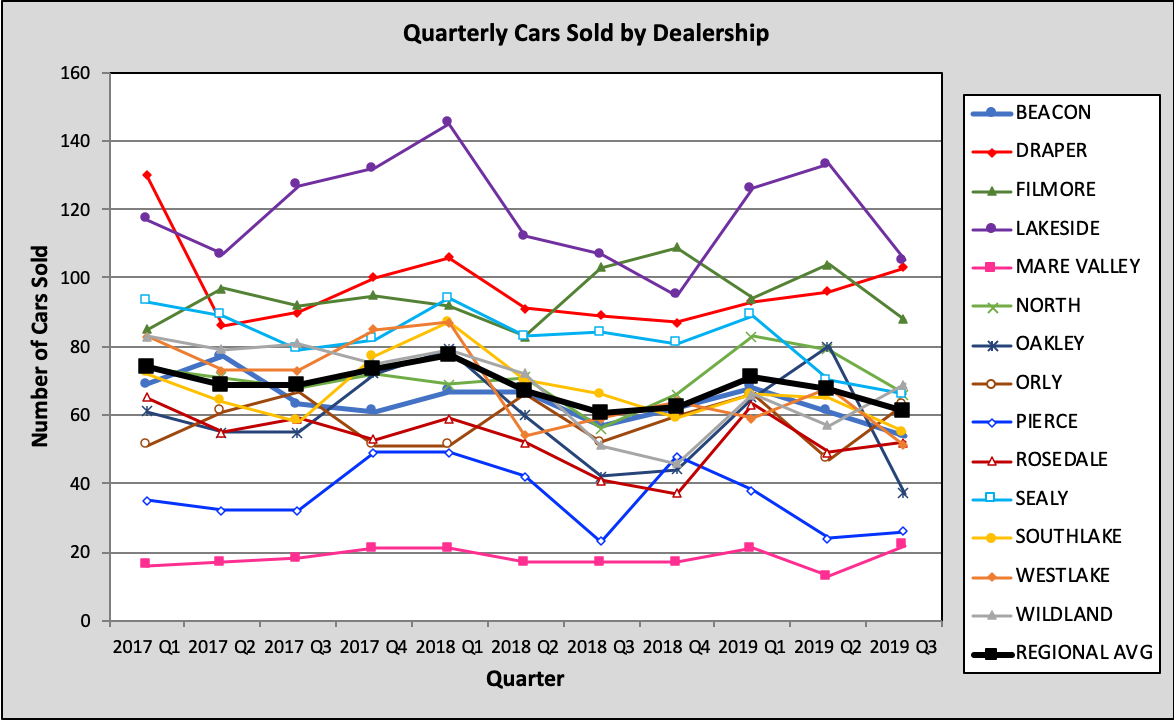 Quarterly Cars Sold by Dealership
160
140
120
100
80
60
40
20
0
Number of Cars Sold
2017 Q1 2017 Q2 2017 Q3 2017 Q4 2018 Q1 2018 Q2 2018 Q3 2018 Q4 2019 Q1 2019 Q2 2019 Q3
Quarter
BEACON
DRAPER
FILMORE
LAKESIDE
MARE VALLEY
NORTH
OAKLEY
ORLY
PIERCE
ROSEDALE
SEALY
SOUTHLAKE
WESTLAKE
WILDLAND
REGIONAL AVG